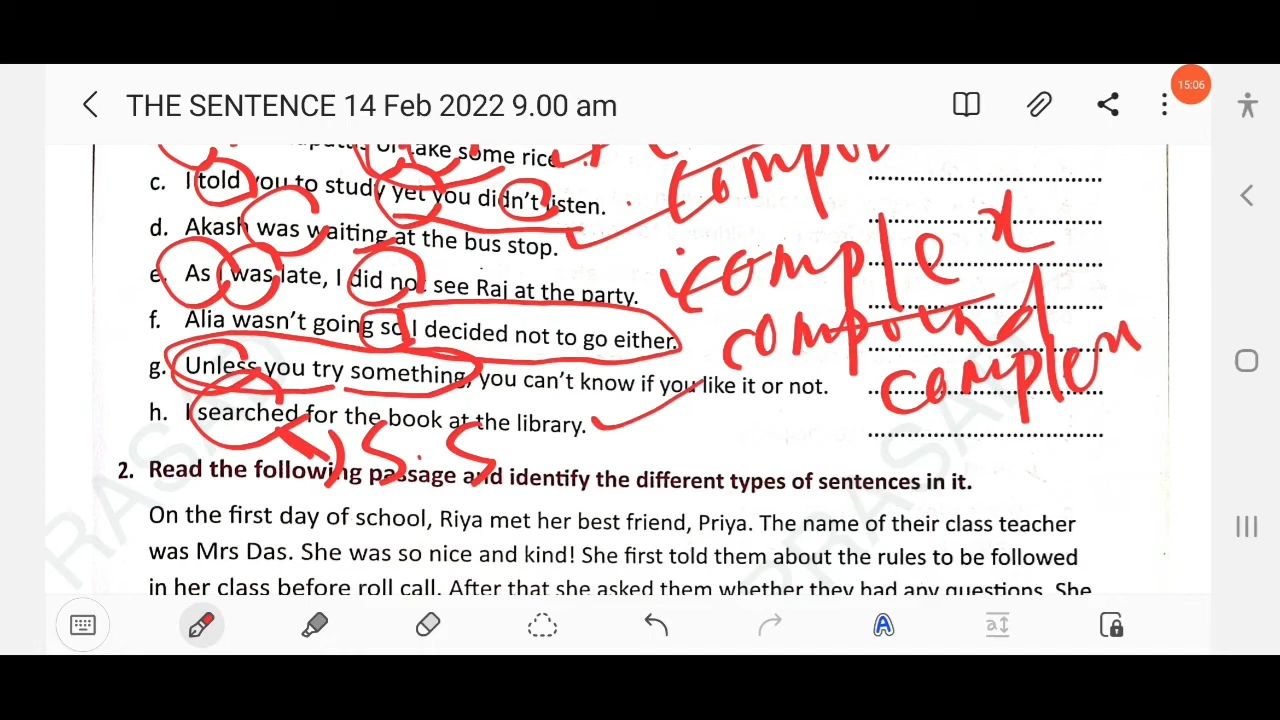 15:06
THE SENTENCE 14 Feb 2022 9.00 am
take some rice.
compou
c. I told you to study yet you didn't listen.
d. Akash was waiting at the bus stop.
complex
e. As I was late, I did not see Raj at the party.
compound
f. Alia wasn't going so I decided not to go either.
complex
g. Unless you try something, you can't know if you like it or not.
h. I searched for the book at the library.
S.S
2. Read the following passage and identify the different types of sentences in it.
On the first day of school, Riya met her best friend, Priya. The name of their class teacher
was Mrs Das. She was so nice and kind! She first told them about the rules to be followed
in her class before roll call. After that she asked them whether they had any questions. She
PRASAN